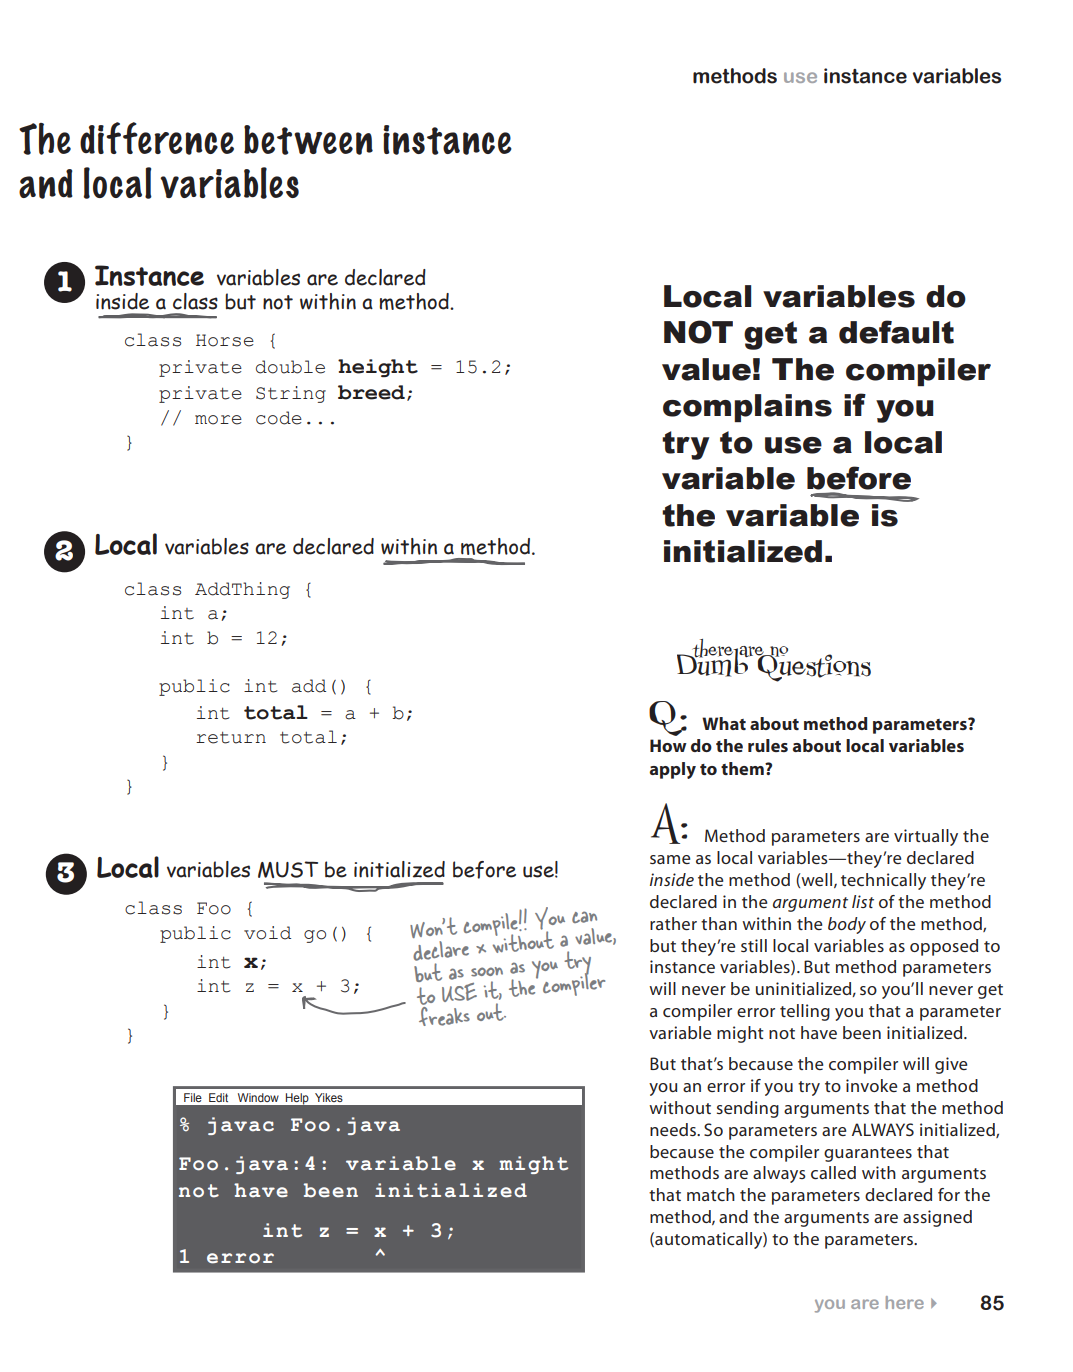 methods use instance variables
The difference between instance
and local variables
1 Instance variables are declared
inside a class but not within a method.
class Horse {
private double height = 15.2;
private String breed;
// more code...
}
2 Local variables are declared within a method.
class AddThing {
int a;
int b = 12;
public int add() {
int total = a + b;
return total;
}
}
3 Local variables MUST be initialized before use!
class Foo {
public void go() {
int x;
int z = x + 3;
}
}
Won't compile!! You can
declare x without a value,
but as soon as you try
to USE it, the compiler
freaks out.
File Edit Window Help Yikes
% javac Foo.java
Foo.java:4: variable x might
not have been initialized
int z = x + 3;
1 error ^
Local variables do
NOT get a default
value! The compiler
complains if you
try to use a local
variable before
the variable is
initialized.
there are no
Dumb Questions
Q: What about method parameters?
How do the rules about local variables
apply to them?
A: Method parameters are virtually the
same as local variables—they're declared
inside the method (well, technically they're
declared in the argument list of the method
rather than within the body of the method,
but they're still local variables as opposed to
instance variables). But method parameters
will never be uninitialized, so you'll never get
a compiler error telling you that a parameter
variable might not have been initialized.
But that's because the compiler will give
you an error if you try to invoke a method
without sending arguments that the method
needs. So parameters are ALWAYS initialized,
because the compiler guarantees that
methods are always called with arguments
that match the parameters declared for the
method, and the arguments are assigned
(automatically) to the parameters.
you are here 85